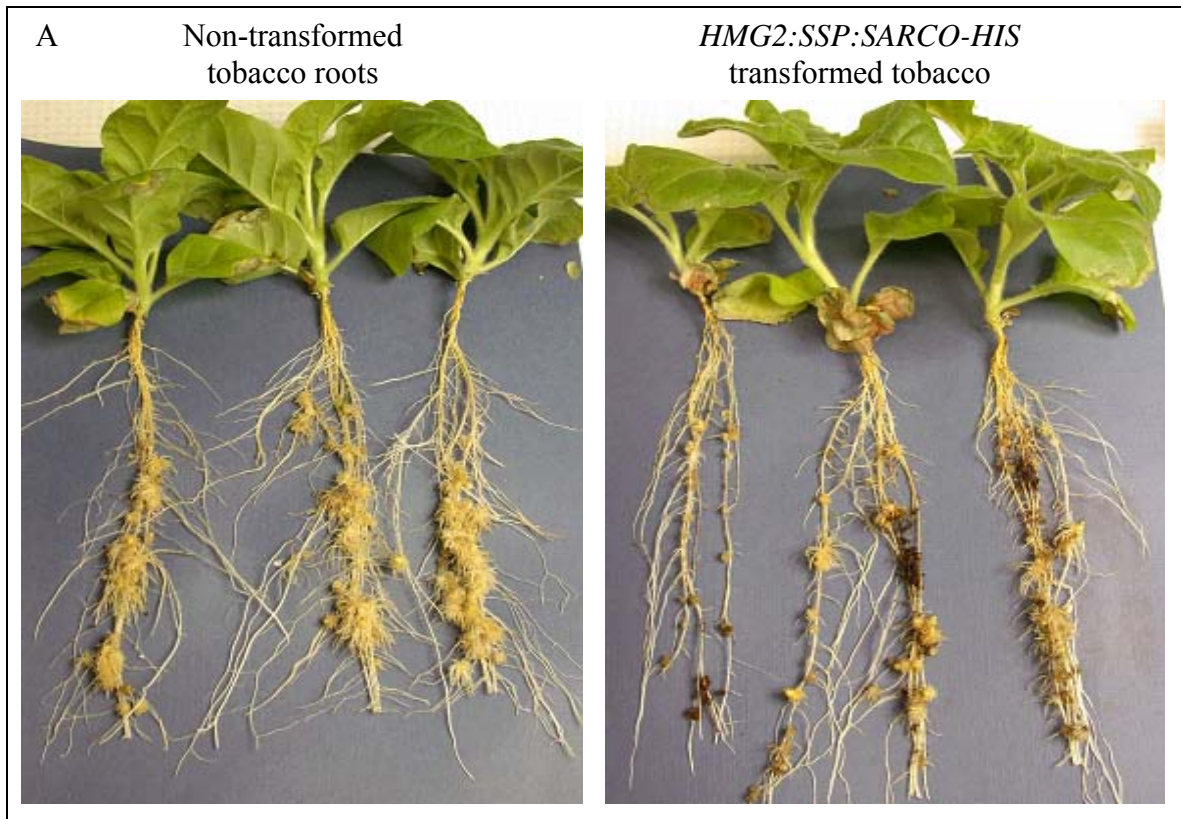 A
Non-transformed
tobacco roots
HMG2:SSP:SARCO-HIS
transformed tobacco